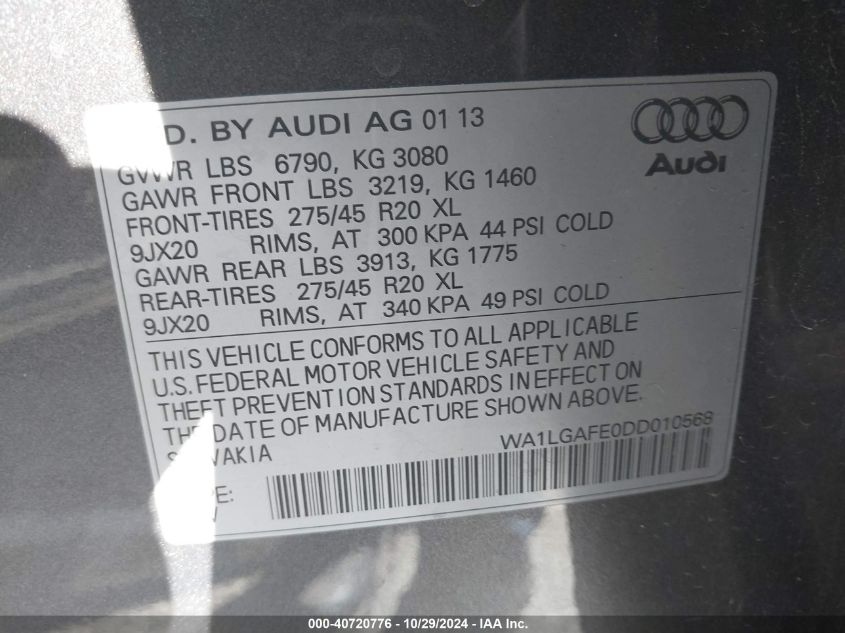 D. BY AUDI AG 01 13
GVWR LBS 6790, KG 3080
GAWR FRONT LBS 3219, KG 1460
FRONT-TIRES 275/45 R20 XL
9JX20 RIMS, AT 300 KPA 44 PSI COLD
GAWR REAR LBS 3913, KG 1775
REAR-TIRES 275/45 R20 XL
9JX20 RIMS, AT 340 KPA 49 PSI COLD
THIS VEHICLE CONFORMS TO ALL APPLICABLE
U.S. FEDERAL MOTOR VEHICLE SAFETY AND
THEFT PREVENTION STANDARDS IN EFFECT ON
THE DATE OF MANUFACTURE SHOWN ABOVE.
SLOVAKIA
WA1LGAFE0DD010568
Audi
000-40720776 - 10/29/2024 - IAA Inc.